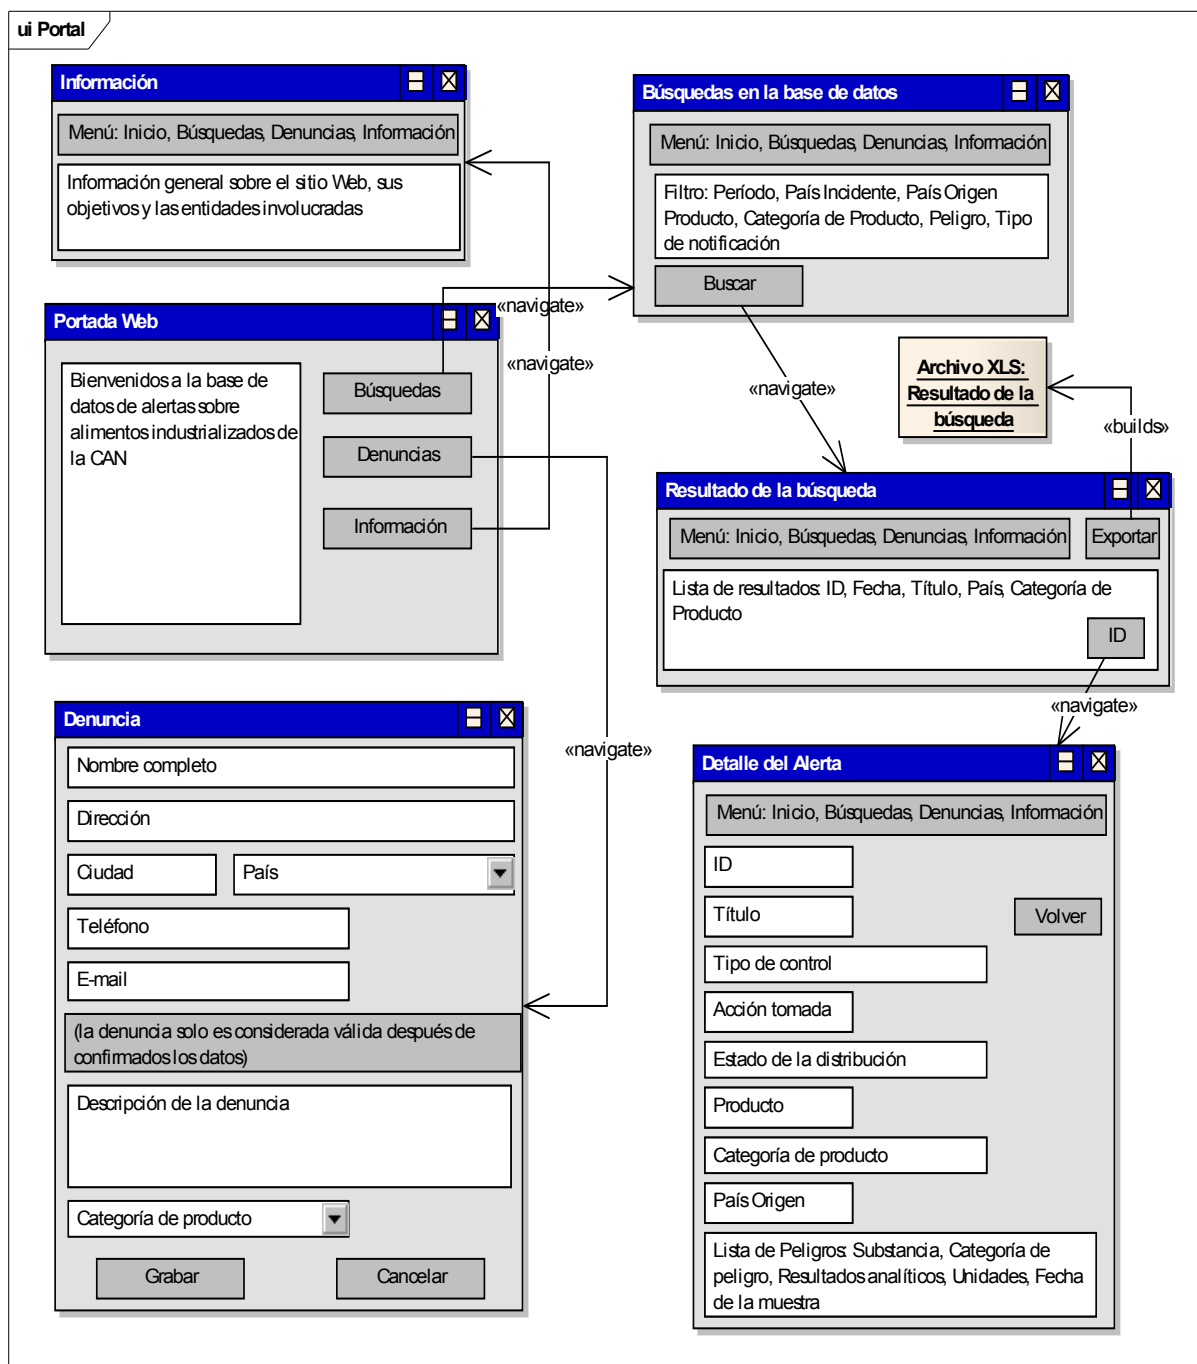 ui Portal
Información
Menú: Inicio, Búsquedas, Denuncias, Información
Información general sobre el sitio Web, sus
objetivos y las entidades involucradas
Búsquedas en la base de datos
Menú: Inicio, Búsquedas, Denuncias, Información
Filtro: Período, País Incidente, País Origen
Producto, Categoría de Producto, Peligro, Tipo
de notificación
Buscar
«navigate»
«navigate»
«navigate»
Portada Web
Bienvenidos a la base de
datos de alertas sobre
alimentos industrializados de
la CAN
Búsquedas
Denuncias
Información
Archivo XLS:
Resultado de la
búsqueda
«builds»
Resultado de la búsqueda
Menú: Inicio, Búsquedas, Denuncias, Información
Exportar
Lista de resultados: ID, Fecha, Título, País, Categoría de
Producto
ID
«navigate»
«navigate»
Denuncia
Nombre completo
Dirección
Ciudad
País
Teléfono
E-mail
(la denuncia solo es considerada válida después de
confirmados los datos)
Descripción de la denuncia
Categoría de producto
Grabar
Cancelar
Detalle del Alerta
Menú: Inicio, Búsquedas, Denuncias, Información
ID
Título
Volver
Tipo de control
Acción tomada
Estado de la distribución
Producto
Categoría de producto
País Origen
Lista de Peligros: Substancia, Categoría de
peligro, Resultados analíticos, Unidades, Fecha
de la muestra